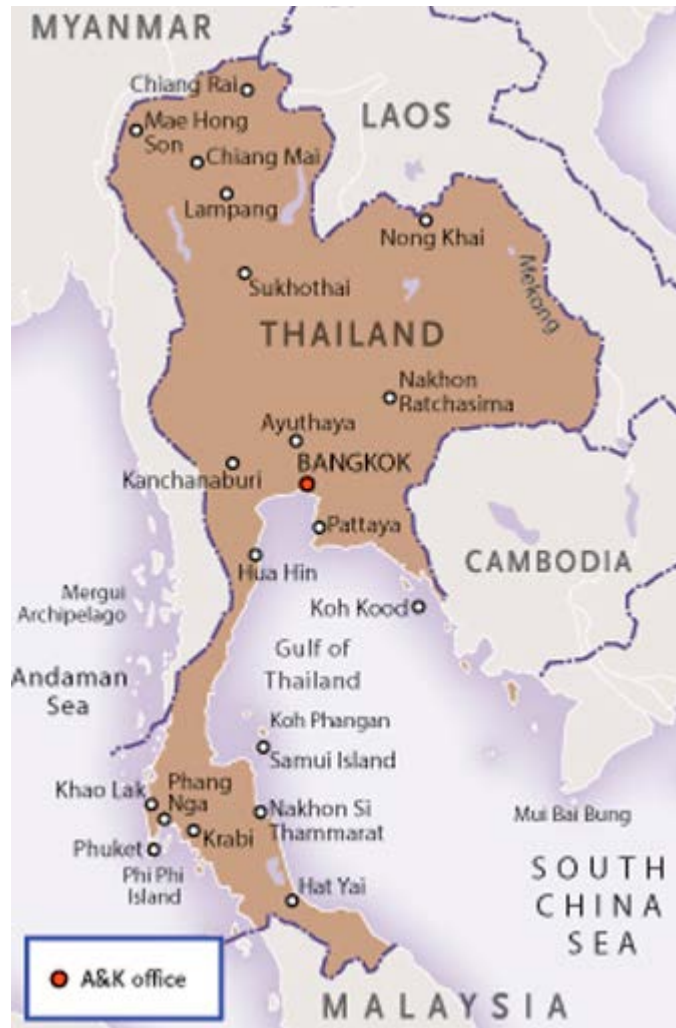 MYANMAR
Chiang Rai
LAOS
Mae Hong
Son
Chiang Mai
Lampang
Nong Khai
Mekong
Sukhothai
THAILAND
Nakhon
Ratchasima
Ayuthaya
BANGKOK
Kanchanaburi
Pattaya
Hua Hin
CAMBODIA
Mergui
Archipelago
Koh Kood
Gulf of
Thailand
Andaman
Sea
Koh Phangan
Samui Island
Khao Lak
Phang
Nga
Nakhon Si
Thammarat
Mui Bai Bung
Krabi
Phuket
Phi Phi
Island
Hat Yai
SOUTH
CHINA
SEA
A&K office
MALAYSIA